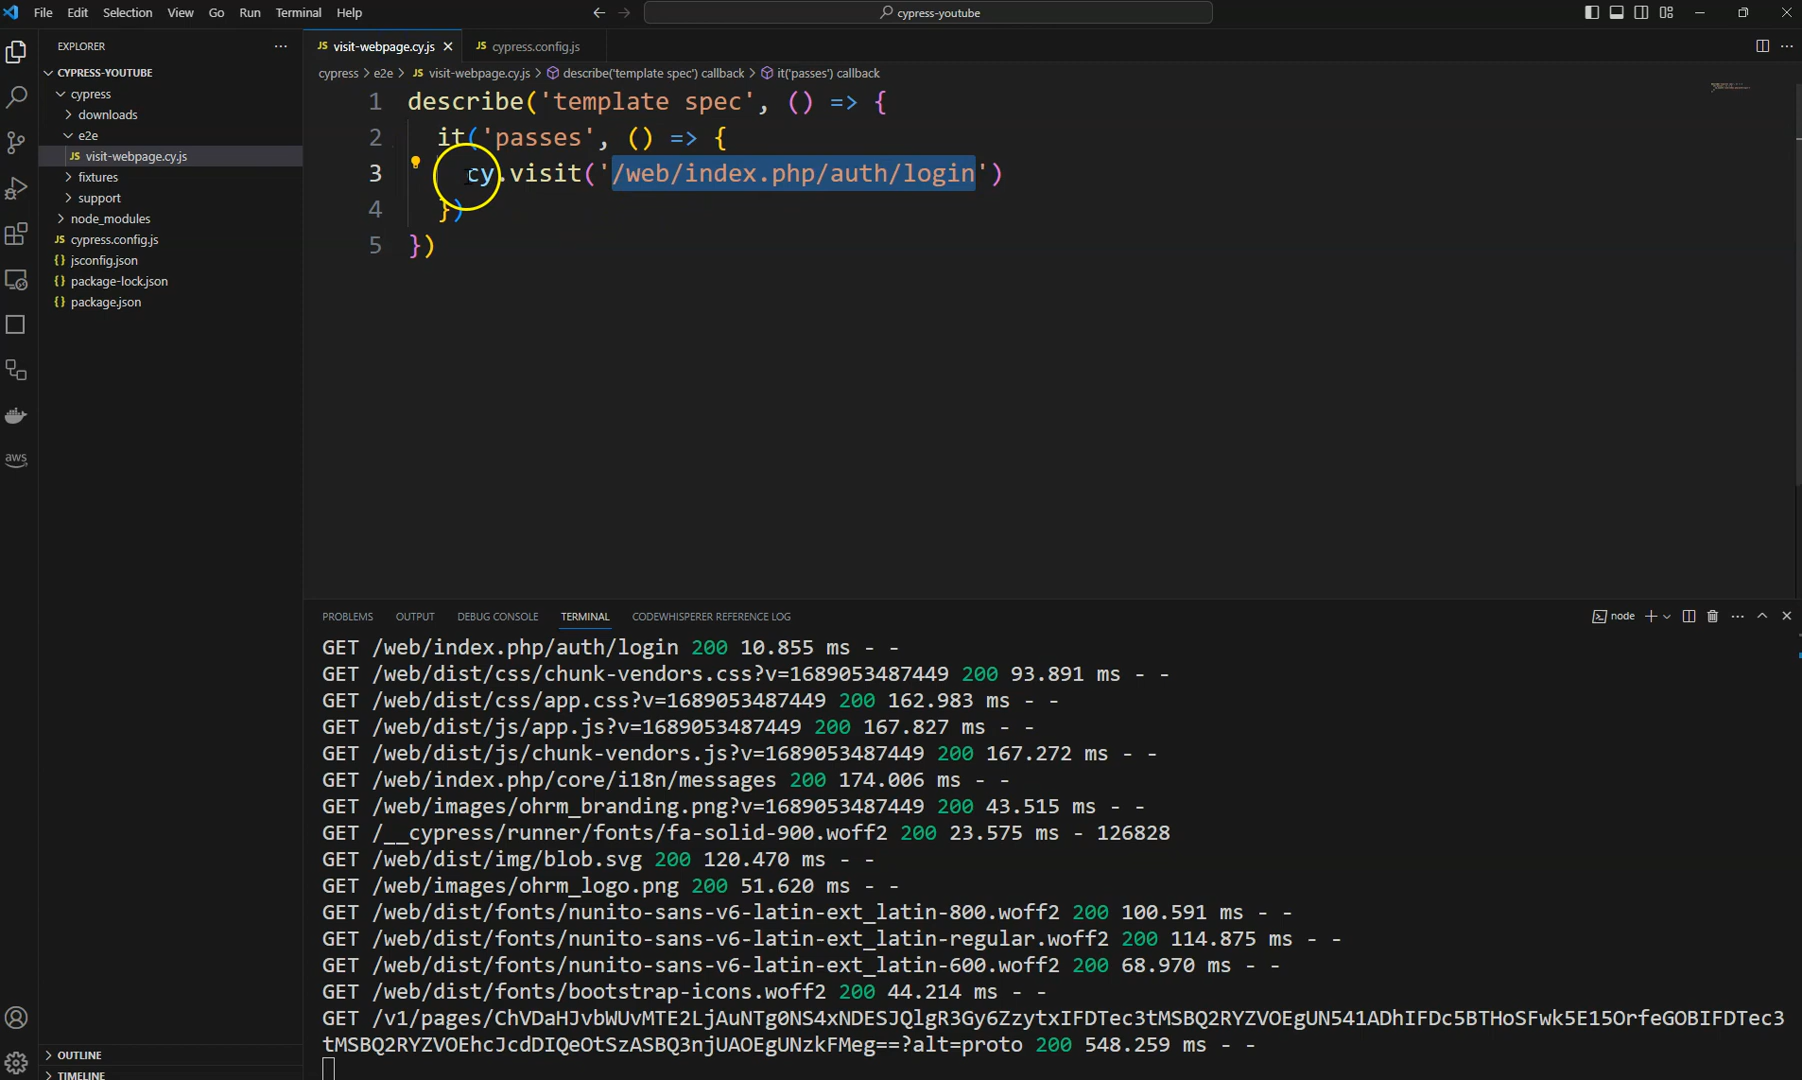 File Edit Selection View Go Run Terminal Help
cypress-youtube
EXPLORER
CYPRESS-YOUTUBE
cypress
downloads
e2e
JS visit-webpage.cy.js
fixtures
support
node_modules
JS cypress.config.js
{} jsconfig.json
{} package-lock.json
{} package.json
aws
OUTLINE
TIMELINE
JS visit-webpage.cy.js
JS cypress.config.js
cypress > e2e > JS visit-webpage.cy.js > describe('template spec') callback > it('passes') callback
1 describe('template spec', () => {
2 it('passes', () => {
3 cy.visit('/web/index.php/auth/login')
4 })
5 })
PROBLEMS OUTPUT DEBUG CONSOLE TERMINAL CODEWHISPERER REFERENCE LOG
node
GET /web/index.php/auth/login 200 10.855 ms - -
GET /web/dist/css/chunk-vendors.css?v=1689053487449 200 93.891 ms - -
GET /web/dist/css/app.css?v=1689053487449 200 162.983 ms - -
GET /web/dist/js/app.js?v=1689053487449 200 167.827 ms - -
GET /web/dist/js/chunk-vendors.js?v=1689053487449 200 167.272 ms - -
GET /web/index.php/core/i18n/messages 200 174.006 ms - -
GET /web/images/ohrm_branding.png?v=1689053487449 200 43.515 ms - -
GET /__cypress/runner/fonts/fa-solid-900.woff2 200 23.575 ms - 126828
GET /web/dist/img/blob.svg 200 120.470 ms - -
GET /web/images/ohrm_logo.png 200 51.620 ms - -
GET /web/dist/fonts/nunito-sans-v6-latin-ext_latin-800.woff2 200 100.591 ms - -
GET /web/dist/fonts/nunito-sans-v6-latin-ext_latin-regular.woff2 200 114.875 ms - -
GET /web/dist/fonts/nunito-sans-v6-latin-ext_latin-600.woff2 200 68.970 ms - -
GET /web/dist/fonts/bootstrap-icons.woff2 200 44.214 ms - -
GET /v1/pages/ChVDaHJvbWUvMTE2LjAuNTg0NS4xNDESJQlgR3Gy6ZzytxIFDTec3tMSBQ2RYZVOEgUN541ADhIFDc5BTHoSFwk5E15OrfeGOBIFDTec3
tMSBQ2RYZVOEhcJcdDIQeOtSzASBQ3njUAOEgUNzkFMeg==?alt=proto 200 548.259 ms - -